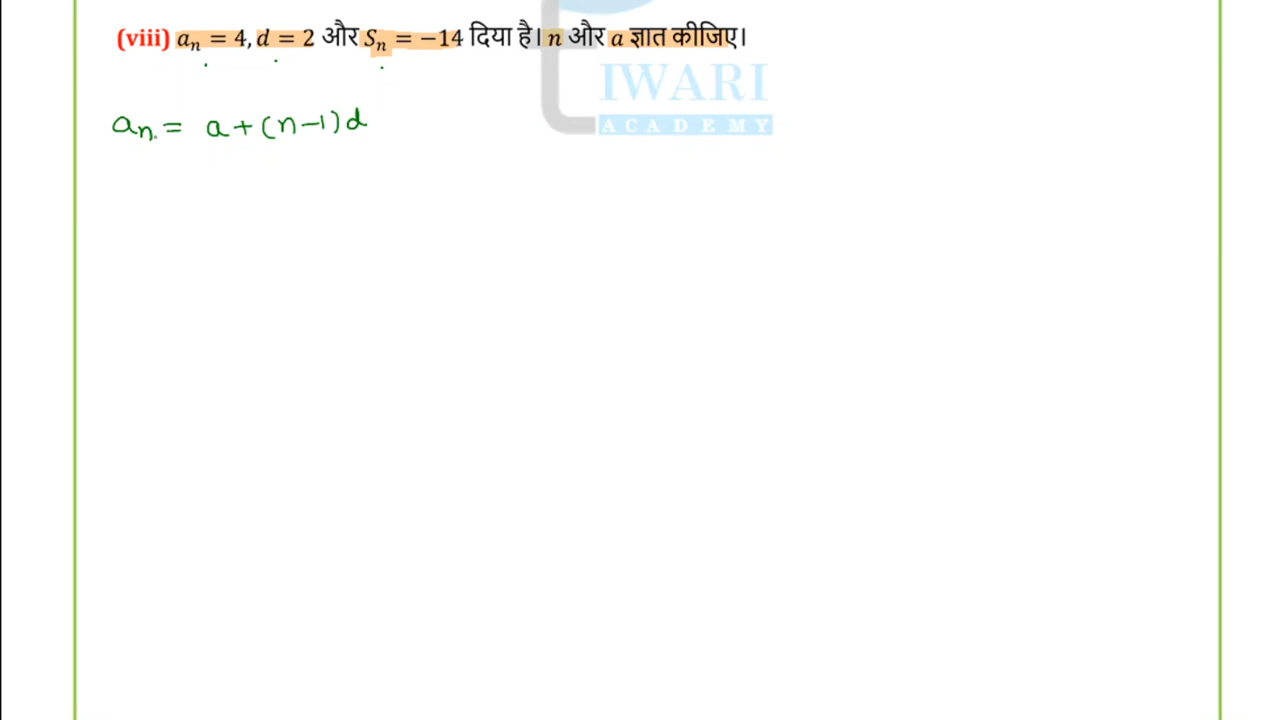 (viii) aₙ = 4, d = 2 और Sₙ = −14 दिया है। n और a ज्ञात कीजिए।
IWARI
ACADEMY
aₙ = a + (n−1)d